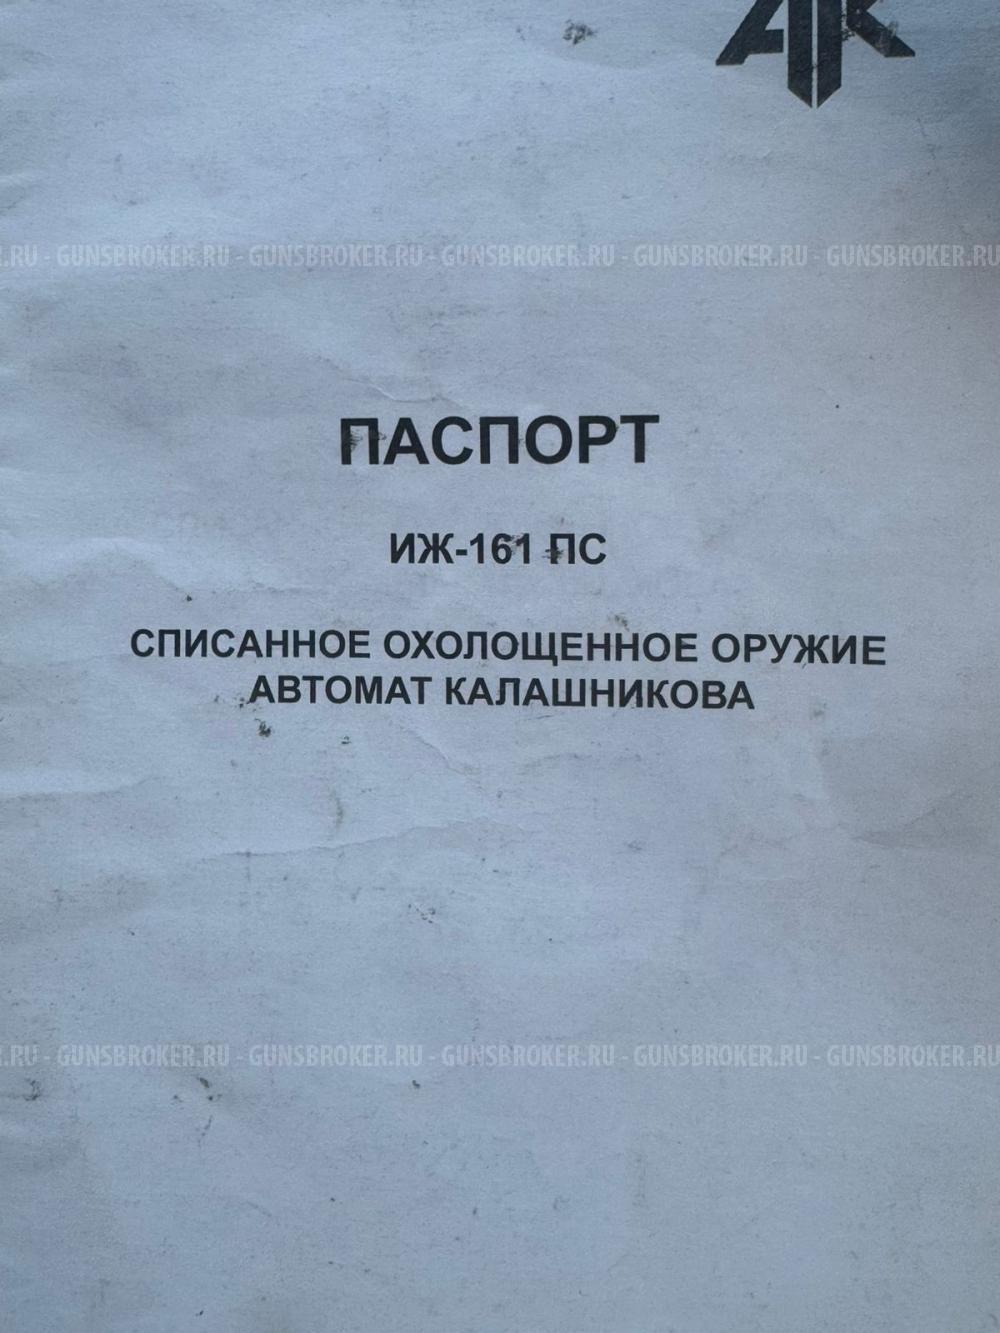 АК
.RU - GUNSBROKER.RU - GUNSBROKER.RU - GUNSBROKER.RU - GUNSBROKER.RU - GUNSBROKER.RU
ПАСПОРТ
ИЖ-161 ПС
СПИСАННОЕ ОХОЛОЩЕННОЕ ОРУЖИЕ
АВТОМАТ КАЛАШНИКОВА
.RU - GUNSBROKER.RU - GUNSBROKER.RU - GUNSBROKER.RU - GUNSBROKER.RU - GUNSBROKER.RU